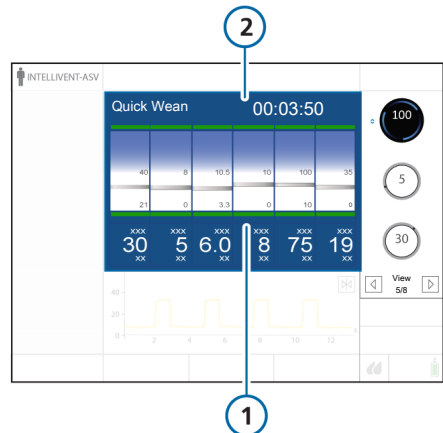 2
INTELLIVENT-ASV
Quick Wean 00:03:50
100
40 8 10.5 10 100 35
5
21 0 3.3 0 10 0
xxx xxx xxx xxx xxx xxx
30 5 6.0 8 75 19
xx xx xx xx xx xx
30
View
5/8
40
20
0
2 4 6 8 10 12 s
1